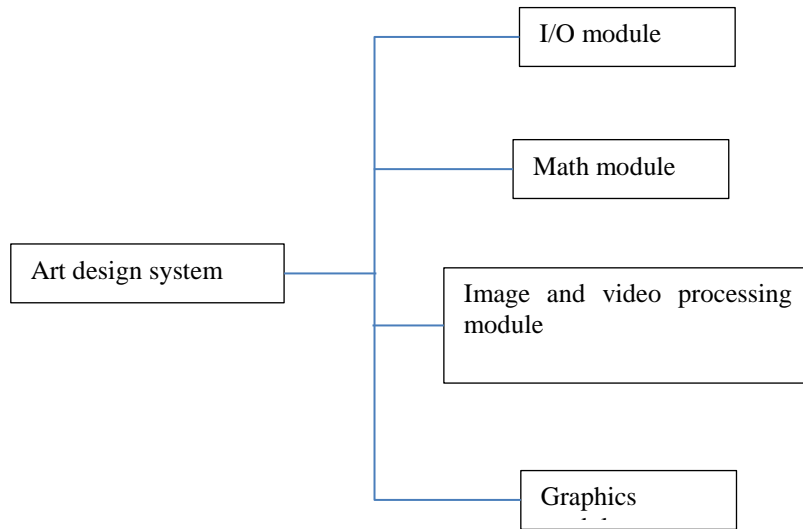 I/O module
Math module
Art design system
Image and video processing
module
Graphics